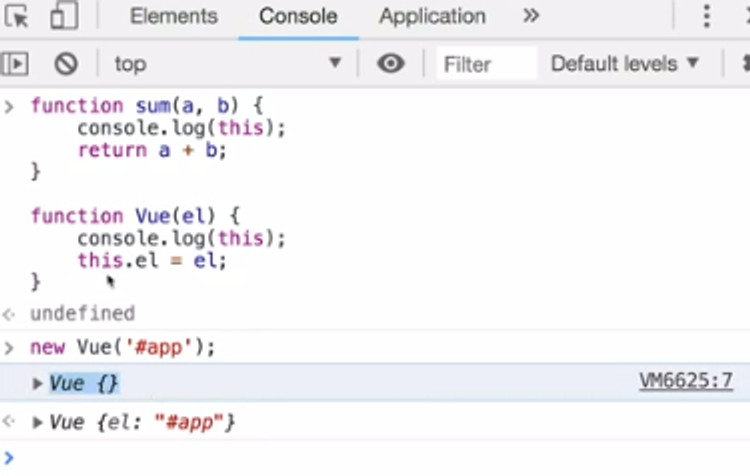 Elements Console Application »
top Filter Default levels
function sum(a, b) {
    console.log(this);
    return a + b;
}
function Vue(el) {
    console.log(this);
    this.el = el;
}
undefined
new Vue('#app');
Vue {} VM6625:7
Vue {el: "#app"}